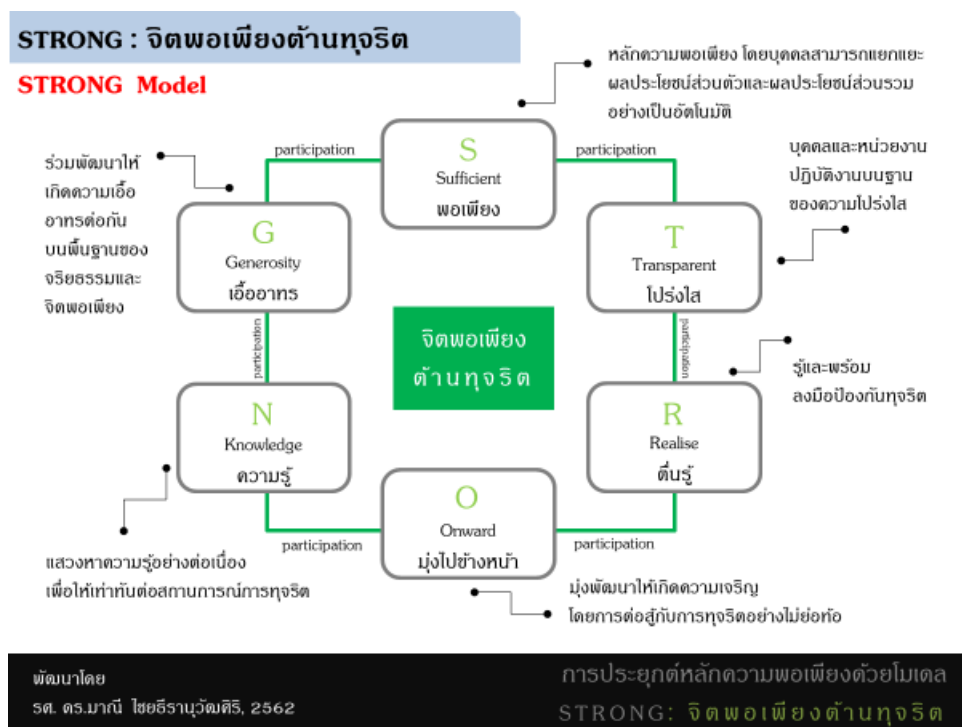 STRONG : จิตพอเพียงต้านทุจริต
STRONG Model
หลักความพอเพียง โดยบุคคลสามารถแยกแยะ
ผลประโยชน์ส่วนตัวและผลประโยชน์ส่วนรวม
อย่างเป็นอัตโนมัติ
participation
S
Sufficient
พอเพียง
participation
บุคคลและหน่วยงาน
ปฏิบัติงานบนฐาน
ของความโปร่งใส
ร่วมพัฒนาให้
เกิดความเอื้อ
อาทรต่อกัน
บนพื้นฐานของ
จริยธรรมและ
จิตพอเพียง
G
Generosity
เอื้ออาทร
T
Transparent
โปร่งใส
จิตพอเพียง
ต้านทุจริต
participation
participation
รู้และพร้อม
ลงมือป้องกันทุจริต
N
Knowledge
ความรู้
R
Realise
ตื่นรู้
O
Onward
มุ่งไปข้างหน้า
participation
participation
แสวงหาความรู้อย่างต่อเนื่อง
เพื่อให้เท่าทันต่อสถานการณ์การทุจริต
มุ่งพัฒนาให้เกิดความเจริญ
โดยการต่อสู้กับการทุจริตอย่างไม่ย่อท้อ
พัฒนาโดย
รศ. ดร.มาณี ไชยธีรานุวัฒศิริ, 2562
การประยุกต์หลักความพอเพียงด้วยโมเดล
STRONG: จิตพอเพียงต้านทุจริต